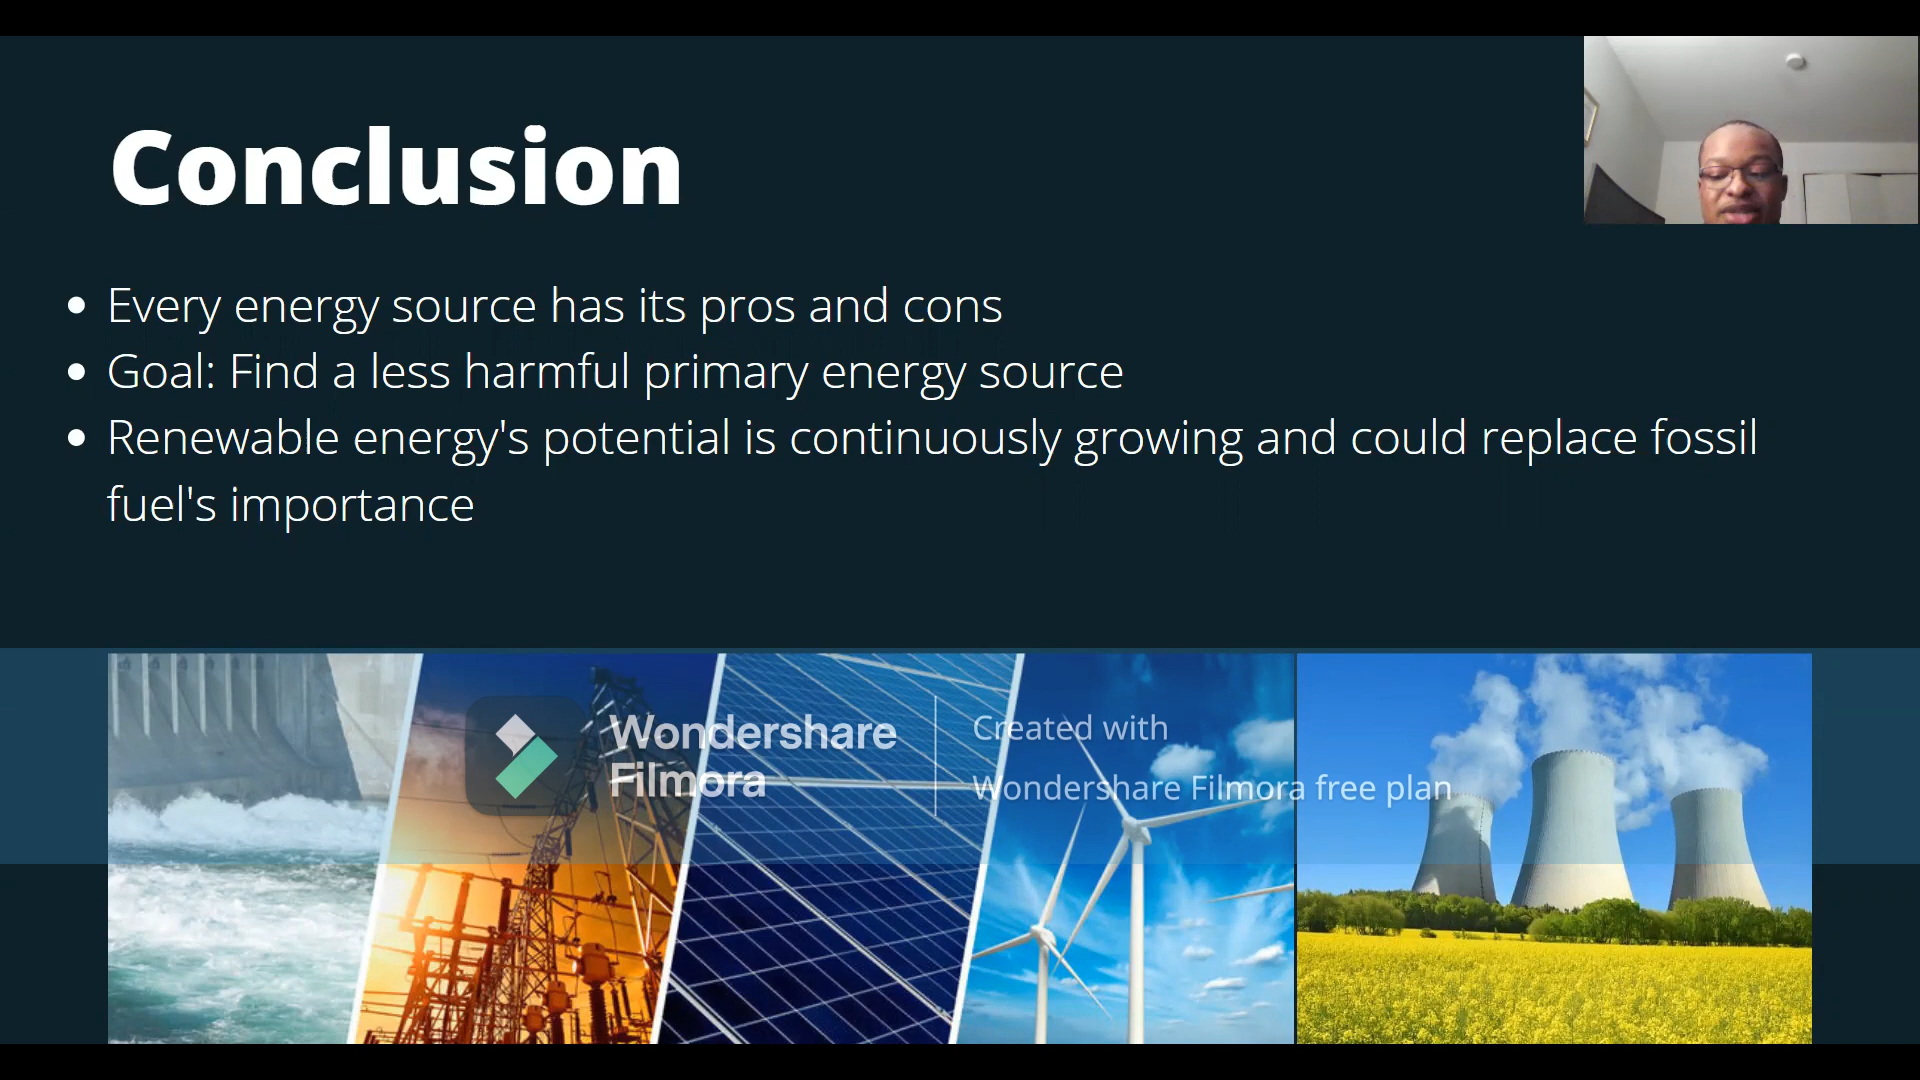 Conclusion
• Every energy source has its pros and cons
• Goal: Find a less harmful primary energy source
• Renewable energy's potential is continuously growing and could replace fossil
fuel's importance
Wondershare
Filmora
Created with
Wondershare Filmora free plan